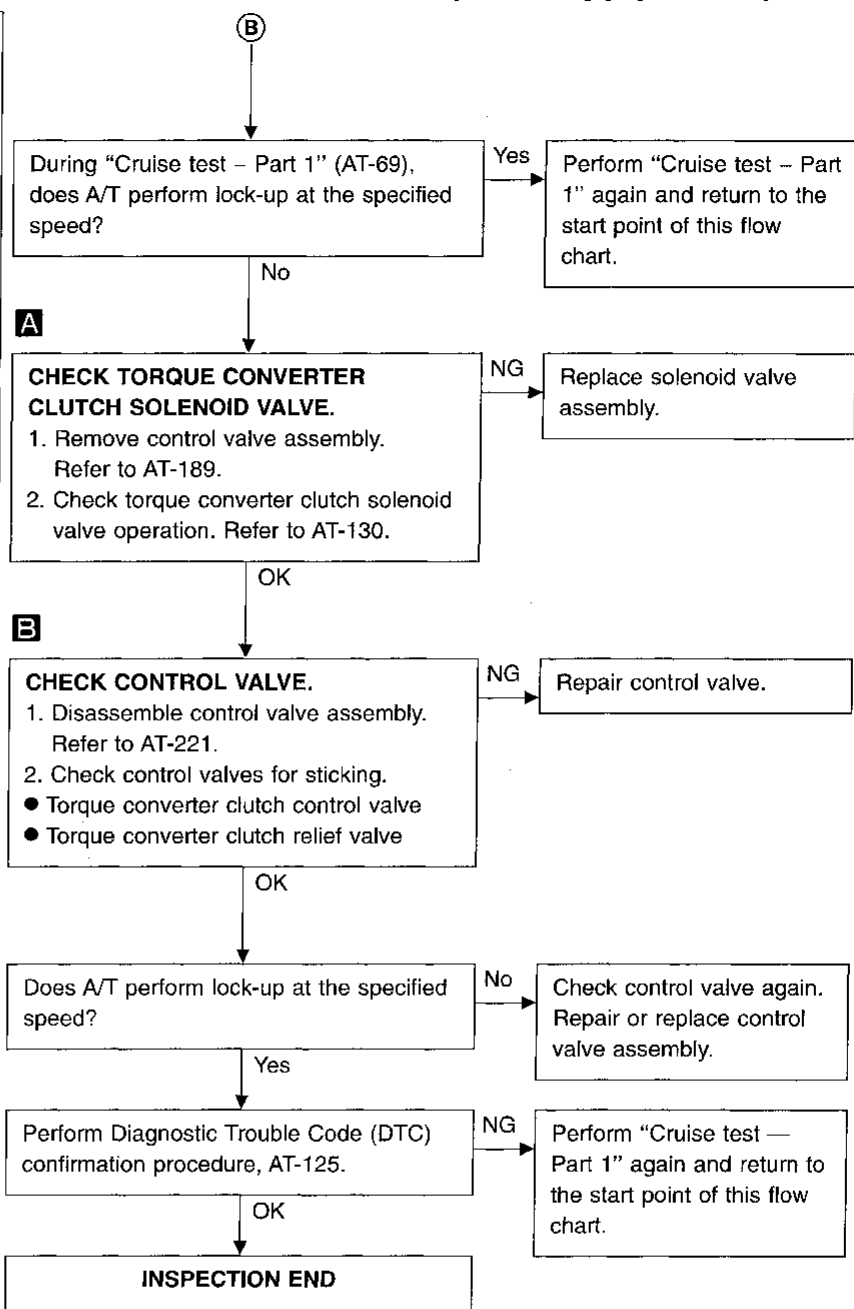 B
During “Cruise test – Part 1” (AT-69),
does A/T perform lock-up at the specified
speed?
Yes
Perform “Cruise test – Part
1” again and return to the
start point of this flow
chart.
No
A
CHECK TORQUE CONVERTER
CLUTCH SOLENOID VALVE.
1. Remove control valve assembly.
Refer to AT-189.
2. Check torque converter clutch solenoid
valve operation. Refer to AT-130.
NG
Replace solenoid valve
assembly.
OK
B
CHECK CONTROL VALVE.
1. Disassemble control valve assembly.
Refer to AT-221.
2. Check control valves for sticking.
● Torque converter clutch control valve
● Torque converter clutch relief valve
NG
Repair control valve.
OK
Does A/T perform lock-up at the specified
speed?
No
Check control valve again.
Repair or replace control
valve assembly.
Yes
Perform Diagnostic Trouble Code (DTC)
confirmation procedure, AT-125.
NG
Perform “Cruise test —
Part 1” again and return to
the start point of this flow
chart.
OK
INSPECTION END